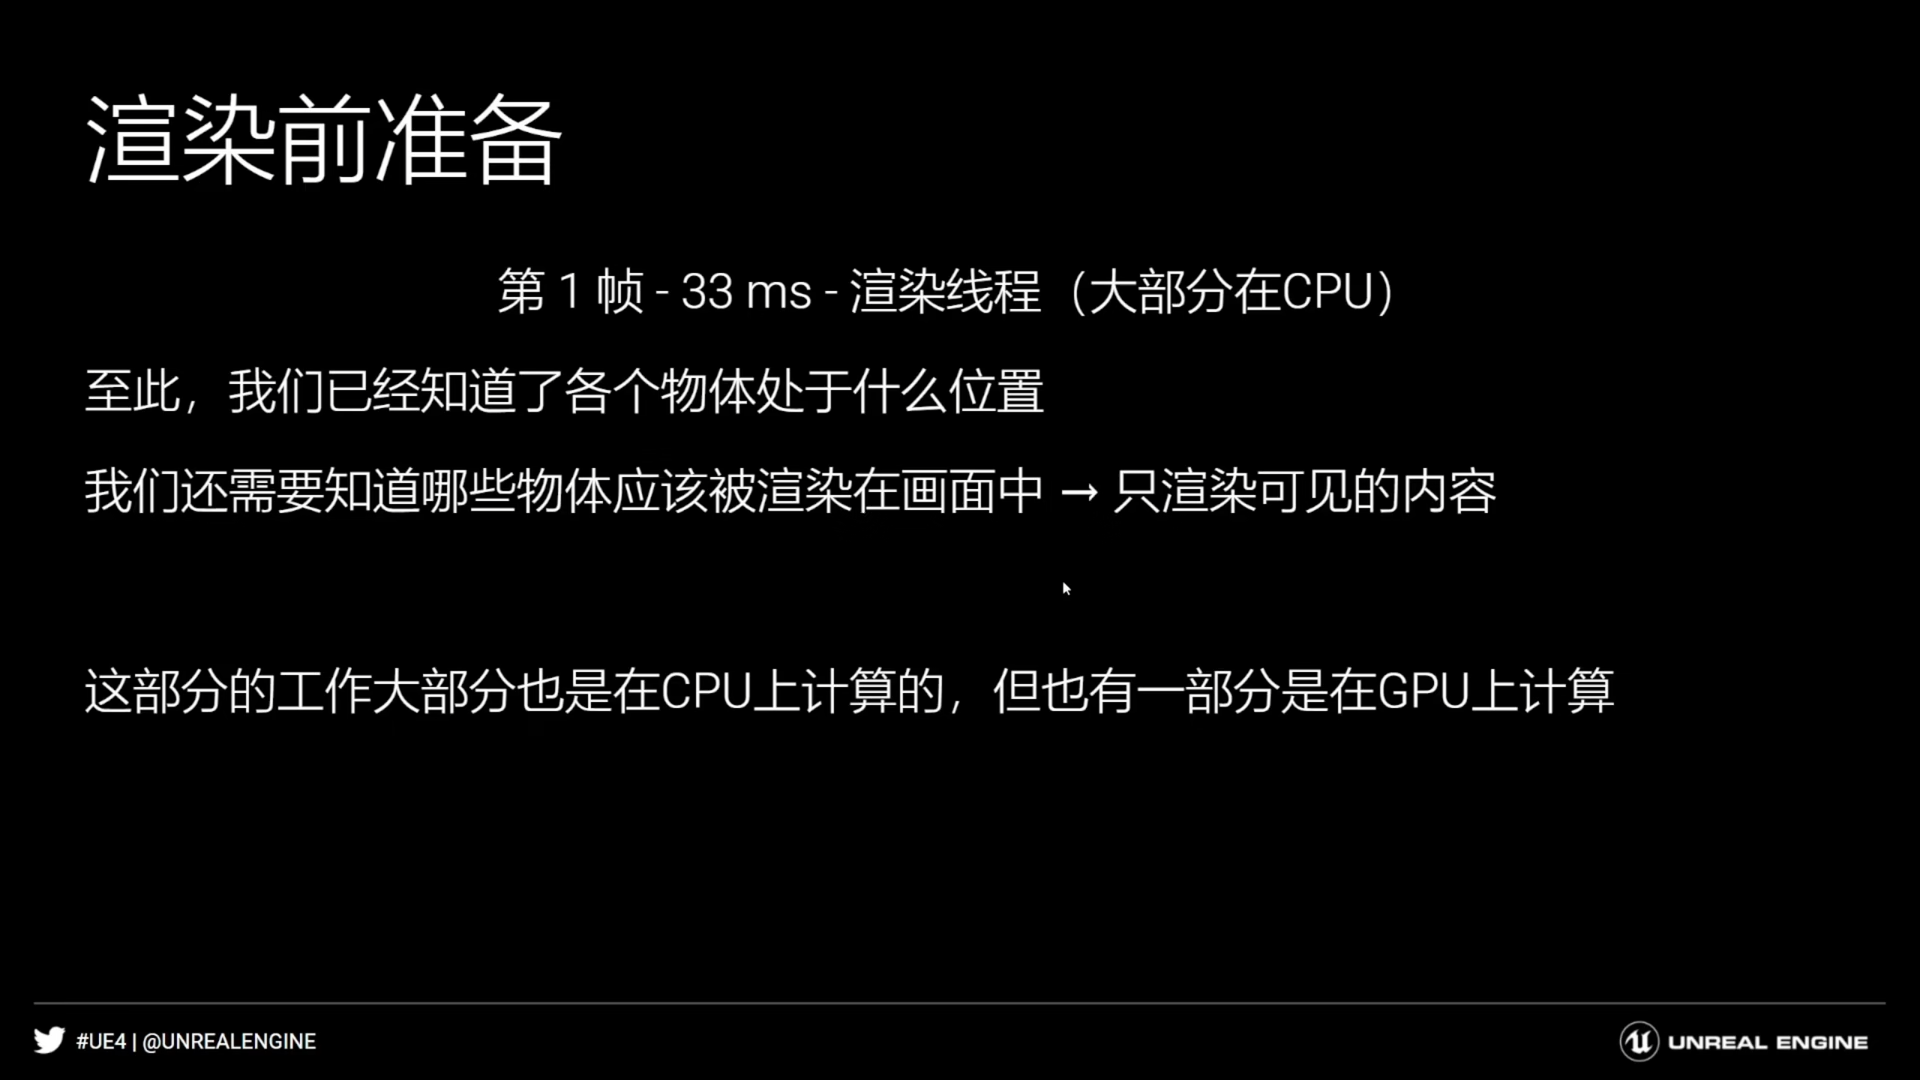 渲染前准备
第 1 帧 - 33 ms - 渲染线程（大部分在CPU）
至此，我们已经知道了各个物体处于什么位置
我们还需要知道哪些物体应该被渲染在画面中 → 只渲染可见的内容
这部分的工作大部分也是在CPU上计算的，但也有一部分是在GPU上计算
#UE4 | @UNREALENGINE
UNREAL ENGINE